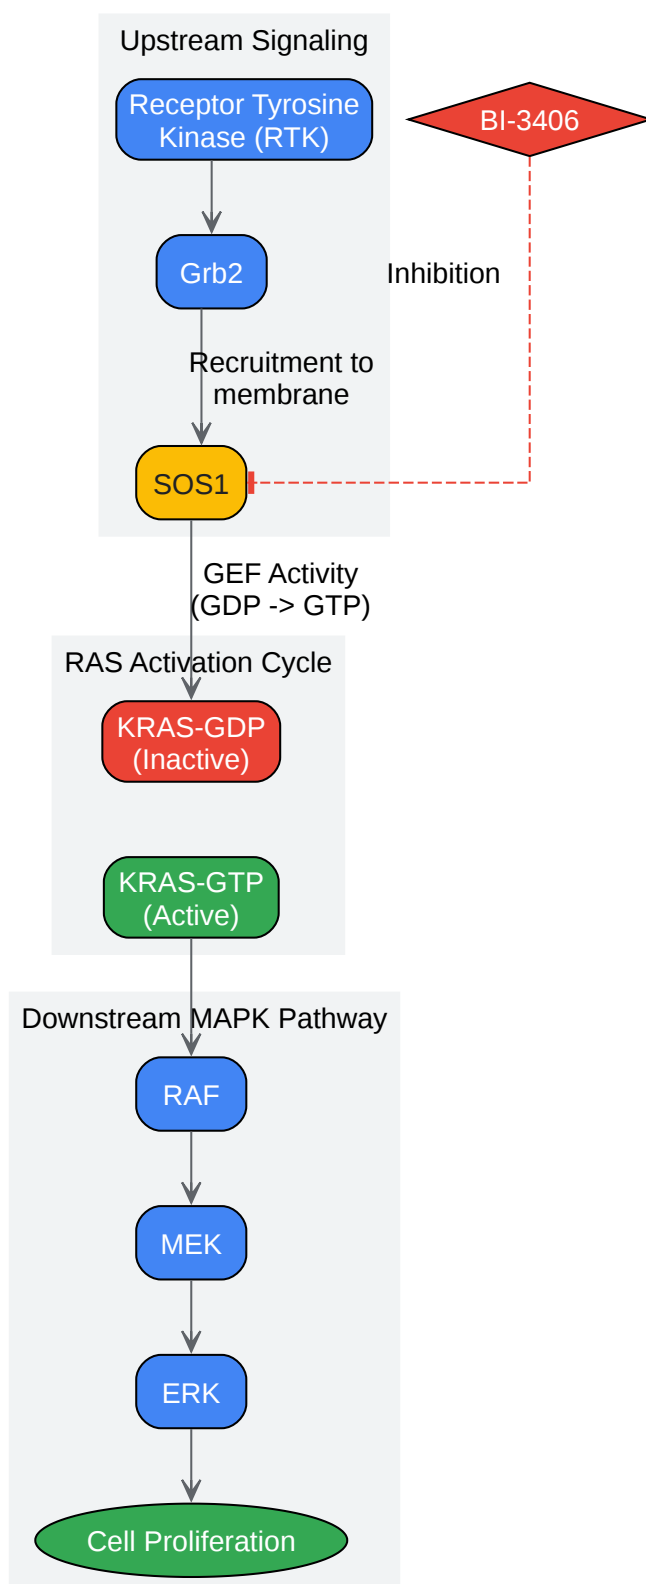 Upstream Signaling
Receptor Tyrosine
Kinase (RTK)
BI-3406
Grb2
Inhibition
Recruitment to
membrane
SOS1
GEF Activity
(GDP -> GTP)
RAS Activation Cycle
KRAS-GDP
(Inactive)
KRAS-GTP
(Active)
Downstream MAPK Pathway
RAF
MEK
ERK
Cell Proliferation